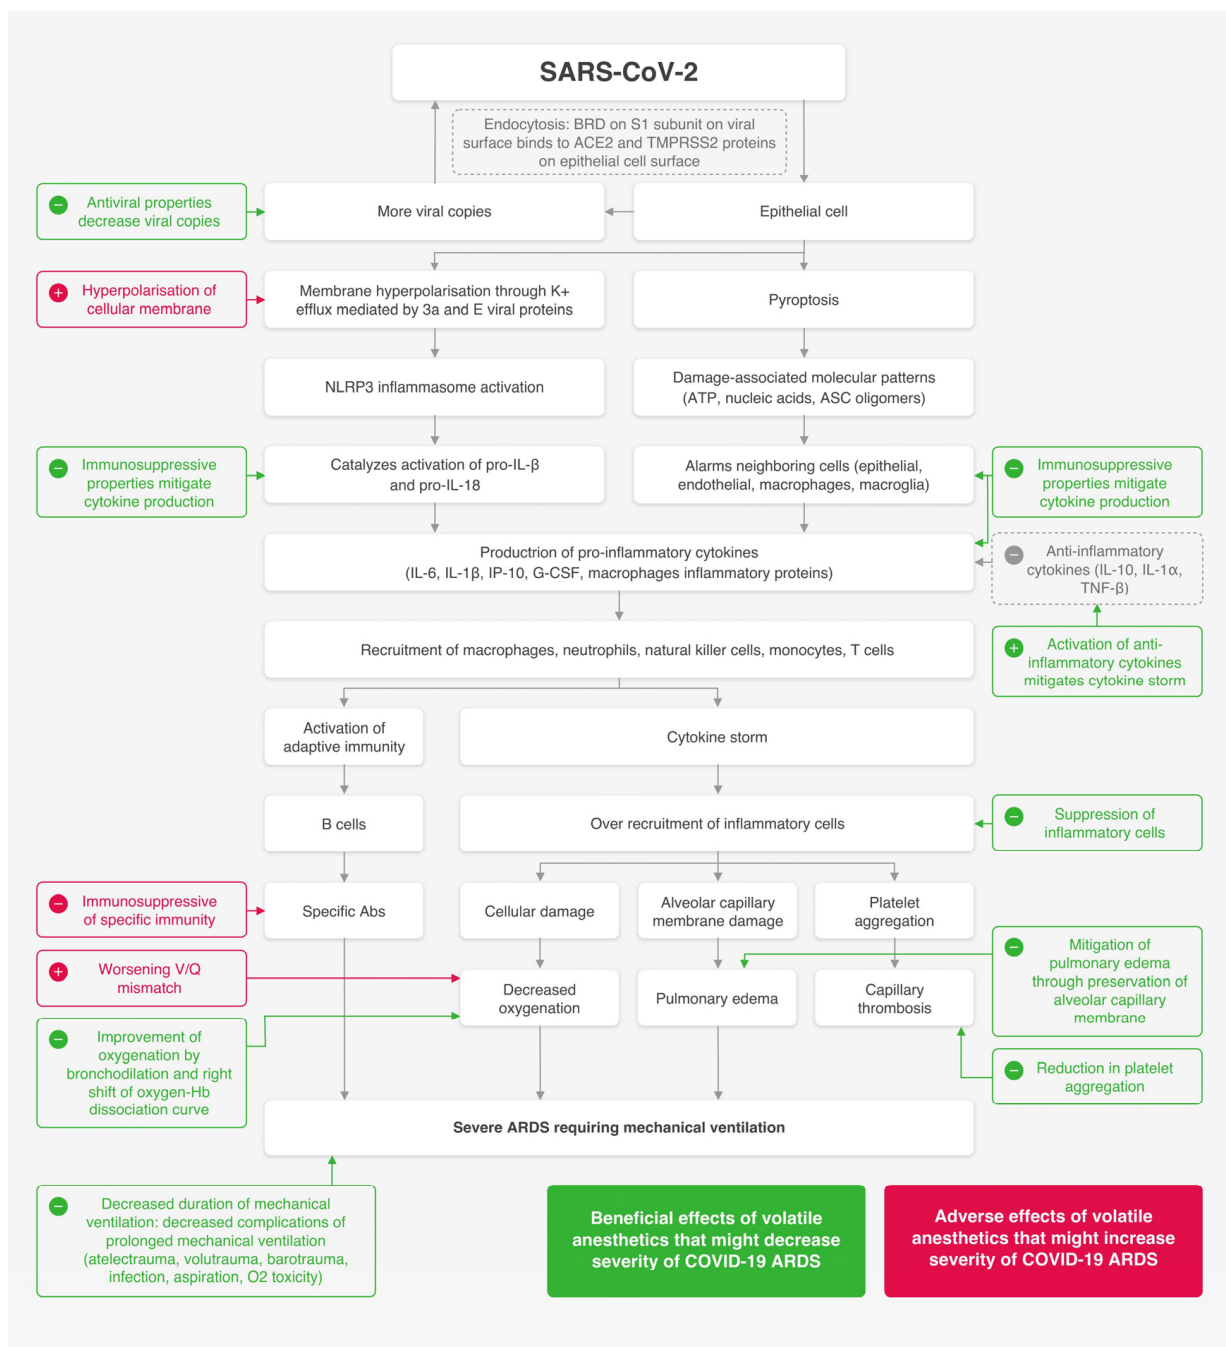 SARS-CoV-2
Endocytosis: BRD on S1 subunit on viral
surface binds to ACE2 and TMPRSS2 proteins
on epithelial cell surface
−
Antiviral properties
decrease viral copies
More viral copies
Epithelial cell
+
Hyperpolarisation of
cellular membrane
Membrane hyperpolarisation through K+
efflux mediated by 3a and E viral proteins
Pyroptosis
NLRP3 inflammasome activation
Damage-associated molecular patterns
(ATP, nucleic acids, ASC oligomers)
−
Immunosuppressive
properties mitigate
cytokine production
Catalyzes activation of pro-IL-β
and pro-IL-18
Alarms neighboring cells (epithelial,
endothelial, macrophages, macroglia)
−
Immunosuppressive
properties mitigate
cytokine production
Productrion of pro-inflammatory cytokines
(IL-6, IL-1β, IP-10, G-CSF, macrophages inflammatory proteins)
−
Anti-inflammatory
cytokines (IL-10, IL-1α,
TNF-β)
Recruitment of macrophages, neutrophils, natural killer cells, monocytes, T cells
+
Activation of anti-
inflammatory cytokines
mitigates cytokine storm
Activation of
adaptive immunity
Cytokine storm
B cells
Over recruitment of inflammatory cells
−
Suppression of
inflammatory cells
−
Immunosuppressive
of specific immunity
Specific Abs
Cellular damage
Alveolar capillary
membrane damage
Platelet
aggregation
+
Worsening V/Q
mismatch
Decreased
oxygenation
Pulmonary edema
Capillary
thrombosis
−
Mitigation of
pulmonary edema
through preservation of
alveolar capillary
membrane
−
Improvement of
oxygenation by
bronchodilation and right
shift of oxygen-Hb
dissociation curve
−
Reduction in platelet
aggregation
Severe ARDS requiring mechanical ventilation
−
Decreased duration of mechanical
ventilation: decreased complications of
prolonged mechanical ventilation
(atelectrauma, volutrauma, barotrauma,
infection, aspiration, O2 toxicity)
Beneficial effects of volatile
anesthetics that might decrease
severity of COVID-19 ARDS
Adverse effects of volatile
anesthetics that might increase
severity of COVID-19 ARDS